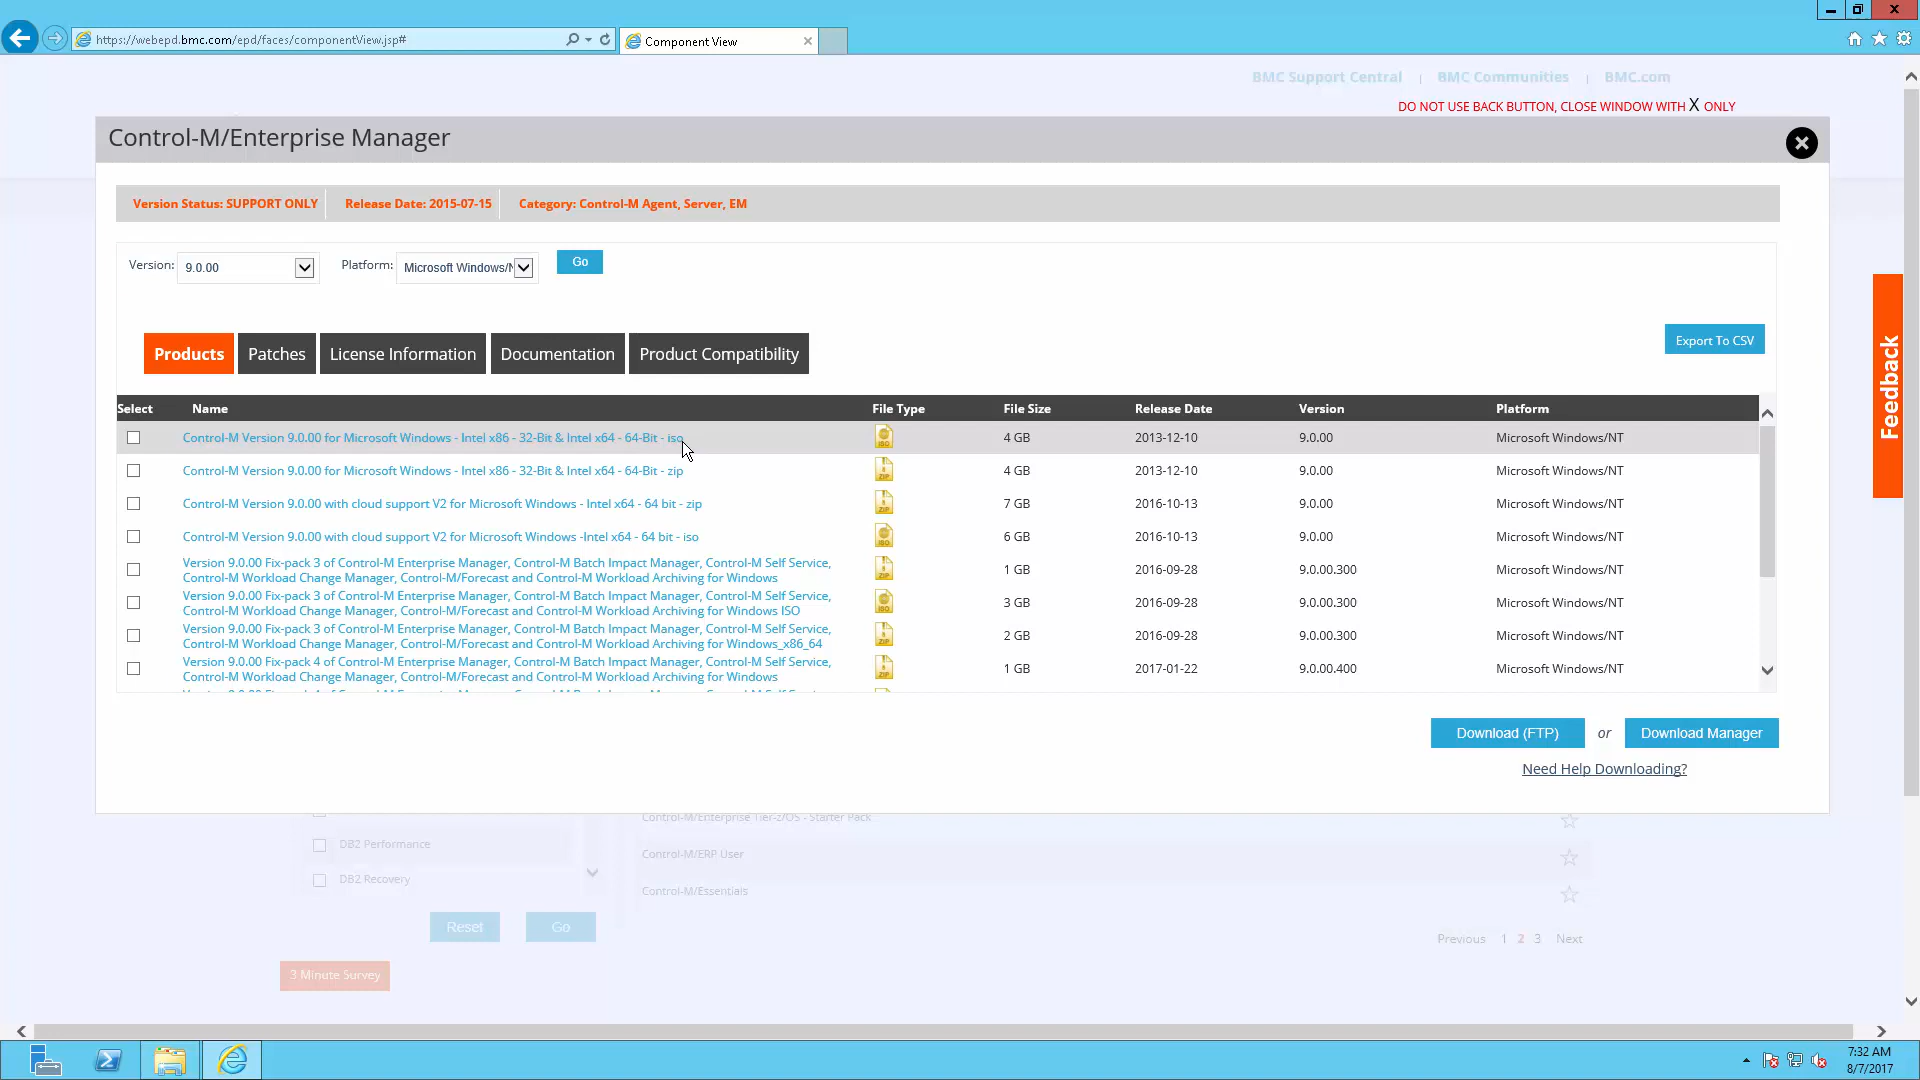 https://webepd.bmc.com/epd/faces/componentView.jsp#
Component View
BMC Support Central | BMC Communities | BMC.com
DO NOT USE BACK BUTTON, CLOSE WINDOW WITH X ONLY
Control-M/Enterprise Manager
Version Status: SUPPORT ONLY
Release Date: 2015-07-15
Category: Control-M Agent, Server, EM
Version: 9.0.00
Platform: Microsoft Windows/N
Go
Products
Patches
License Information
Documentation
Product Compatibility
Export To CSV
Feedback
Select Name File Type File Size Release Date Version Platform
Control-M Version 9.0.00 for Microsoft Windows - Intel x86 - 32-Bit & Intel x64 - 64-Bit - iso ISO 4 GB 2013-12-10 9.0.00 Microsoft Windows/NT
Control-M Version 9.0.00 for Microsoft Windows - Intel x86 - 32-Bit & Intel x64 - 64-Bit - zip ZIP 4 GB 2013-12-10 9.0.00 Microsoft Windows/NT
Control-M Version 9.0.00 with cloud support V2 for Microsoft Windows - Intel x64 - 64 bit - zip ZIP 7 GB 2016-10-13 9.0.00 Microsoft Windows/NT
Control-M Version 9.0.00 with cloud support V2 for Microsoft Windows -Intel x64 - 64 bit - iso ISO 6 GB 2016-10-13 9.0.00 Microsoft Windows/NT
Version 9.0.00 Fix-pack 3 of Control-M Enterprise Manager, Control-M Batch Impact Manager, Control-M Self Service,
Control-M Workload Change Manager, Control-M/Forecast and Control-M Workload Archiving for Windows ZIP 1 GB 2016-09-28 9.0.00.300 Microsoft Windows/NT
Version 9.0.00 Fix-pack 3 of Control-M Enterprise Manager, Control-M Batch Impact Manager, Control-M Self Service,
Control-M Workload Change Manager, Control-M/Forecast and Control-M Workload Archiving for Windows ISO ISO 3 GB 2016-09-28 9.0.00.300 Microsoft Windows/NT
Version 9.0.00 Fix-pack 3 of Control-M Enterprise Manager, Control-M Batch Impact Manager, Control-M Self Service,
Control-M Workload Change Manager, Control-M/Forecast and Control-M Workload Archiving for Windows_x86_64 ZIP 2 GB 2016-09-28 9.0.00.300 Microsoft Windows/NT
Version 9.0.00 Fix-pack 4 of Control-M Enterprise Manager, Control-M Batch Impact Manager, Control-M Self Service,
Control-M Workload Change Manager, Control-M/Forecast and Control-M Workload Archiving for Windows ZIP 1 GB 2017-01-22 9.0.00.400 Microsoft Windows/NT
Download (FTP) or Download Manager
Need Help Downloading?
Control-M/Enterprise Tier-z/OS - Starter Pack
DB2 Performance
Control-M/ERP User
DB2 Recovery
Control-M/Essentials
Reset
Go
Previous 1 2 3 Next
3 Minute Survey
7:32 AM
8/7/2017